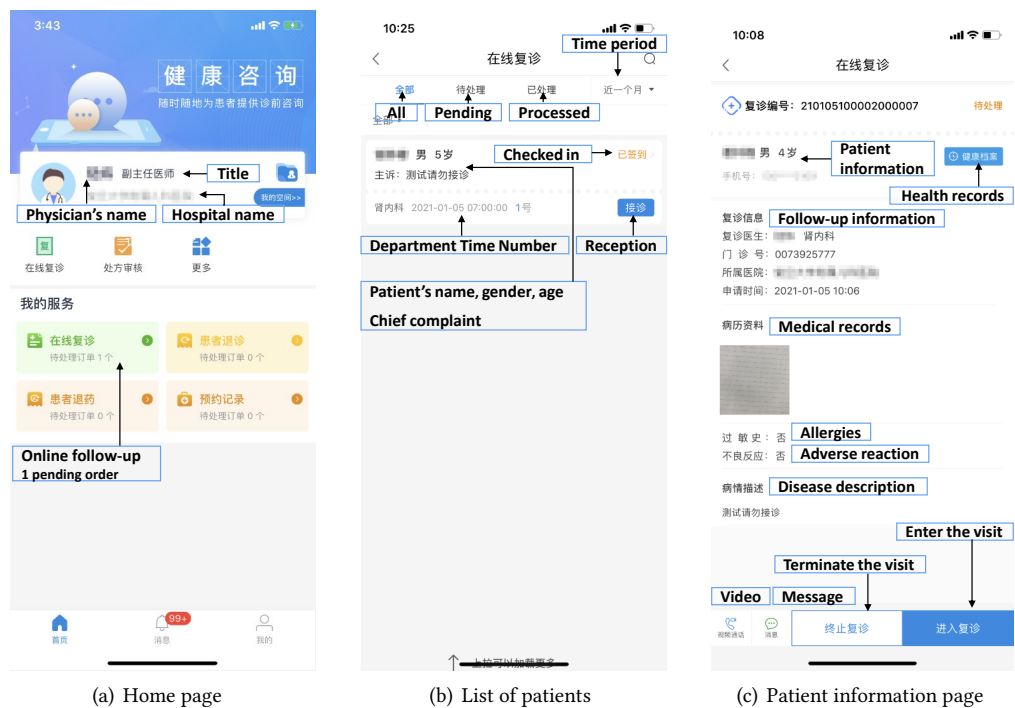 3:43
健康咨询
随时随地为患者提供诊前咨询
副主任医师
Title
我的空间>>
Physician's name
Hospital name
复
在线复诊
处方审核
更多
我的服务
在线复诊
待处理订单 1 个
患者退诊
待处理订单 0 个
患者退药
待处理订单 0 个
预约记录
待处理订单 0 个
Online follow-up
1 pending order
99+
首页
消息
我的
(a) Home page
10:25
Time period
在线复诊
全部
待处理
已处理
近一个月
All
Pending
Processed
全部
男 5岁
Checked in
已签到
主诉：测试请勿接诊
肾内科 2021-01-05 07:00:00 1号
接诊
Department Time Number
Reception
Patient's name, gender, age
Chief complaint
上拉可以加载更多
(b) List of patients
10:08
在线复诊
复诊编号：210105100002000007
待处理
男 4岁
Patient
information
健康档案
手机号：
Health records
复诊信息
Follow-up information
复诊医生：
肾内科
门 诊 号：0073925777
所属医院：
申请时间：2021-01-05 10:06
病历资料
Medical records
过 敏 史：否
Allergies
不良反应：否
Adverse reaction
病情描述
Disease description
测试请勿接诊
Enter the visit
Terminate the visit
Video
Message
视频通话
消息
终止复诊
进入复诊
(c) Patient information page